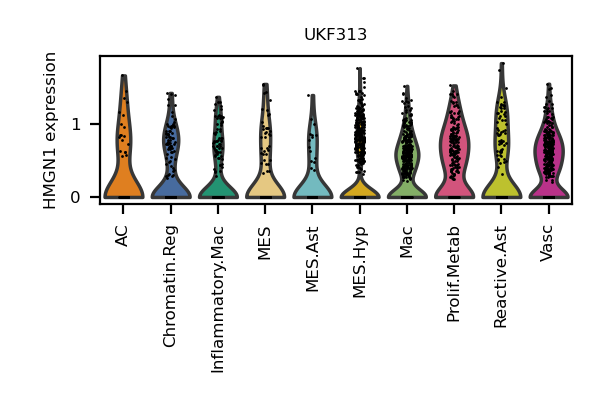 UKF313
HMGN1 expression
1
0
AC
Chromatin.Reg
Inflammatory.Mac
MES
MES.Ast
MES.Hyp
Mac
Prolif.Metab
Reactive.Ast
Vasc